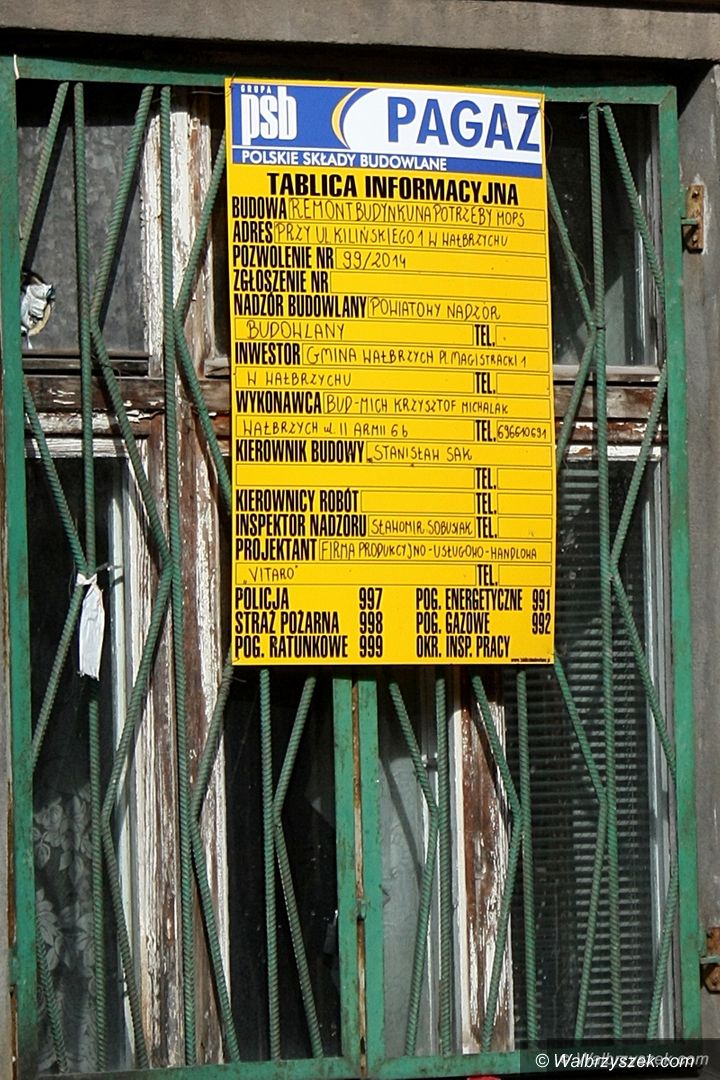 GRUPA
psb PAGAZ
POLSKIE SKŁADY BUDOWLANE
TABLICA INFORMACYJNA
BUDOWA REMONT BUDYNKU NA POTRZEBY MOPS
ADRES PRZY UL KILIŃSKIEGO 1 W WAŁBRZYCHU
POZWOLENIE NR 99/2014
ZGŁOSZENIE NR
NADZÓR BUDOWLANY POWIATOWY NADZÓR
BUDOWLANY TEL.
INWESTOR GMINA WAŁBRZYCH Pl. MAGISTRACKI 1
W WAŁBRZYCHU TEL.
WYKONAWCA BUD-MICH KRZYSZTOF MICHALAK
WAŁBRZYCH ul. II ARMII 6b TEL. 696610691
KIEROWNIK BUDOWY STANISŁAW SAK
TEL.
KIEROWNICY ROBÓT TEL.
INSPEKTOR NADZORU SŁAWOMIR SOBUSIAK TEL.
PROJEKTANT FIRMA PRODUKCYJNO-USŁUGOWO-HANDLOWA
„VITARO" TEL.
POLICJA 997 POG. ENERGETYCZNE 991
STRAŻ POŻARNA 998 POG. GAZOWE 992
POG. RATUNKOWE 999 OKR. INSP. PRACY
© Walbrzyszek.com